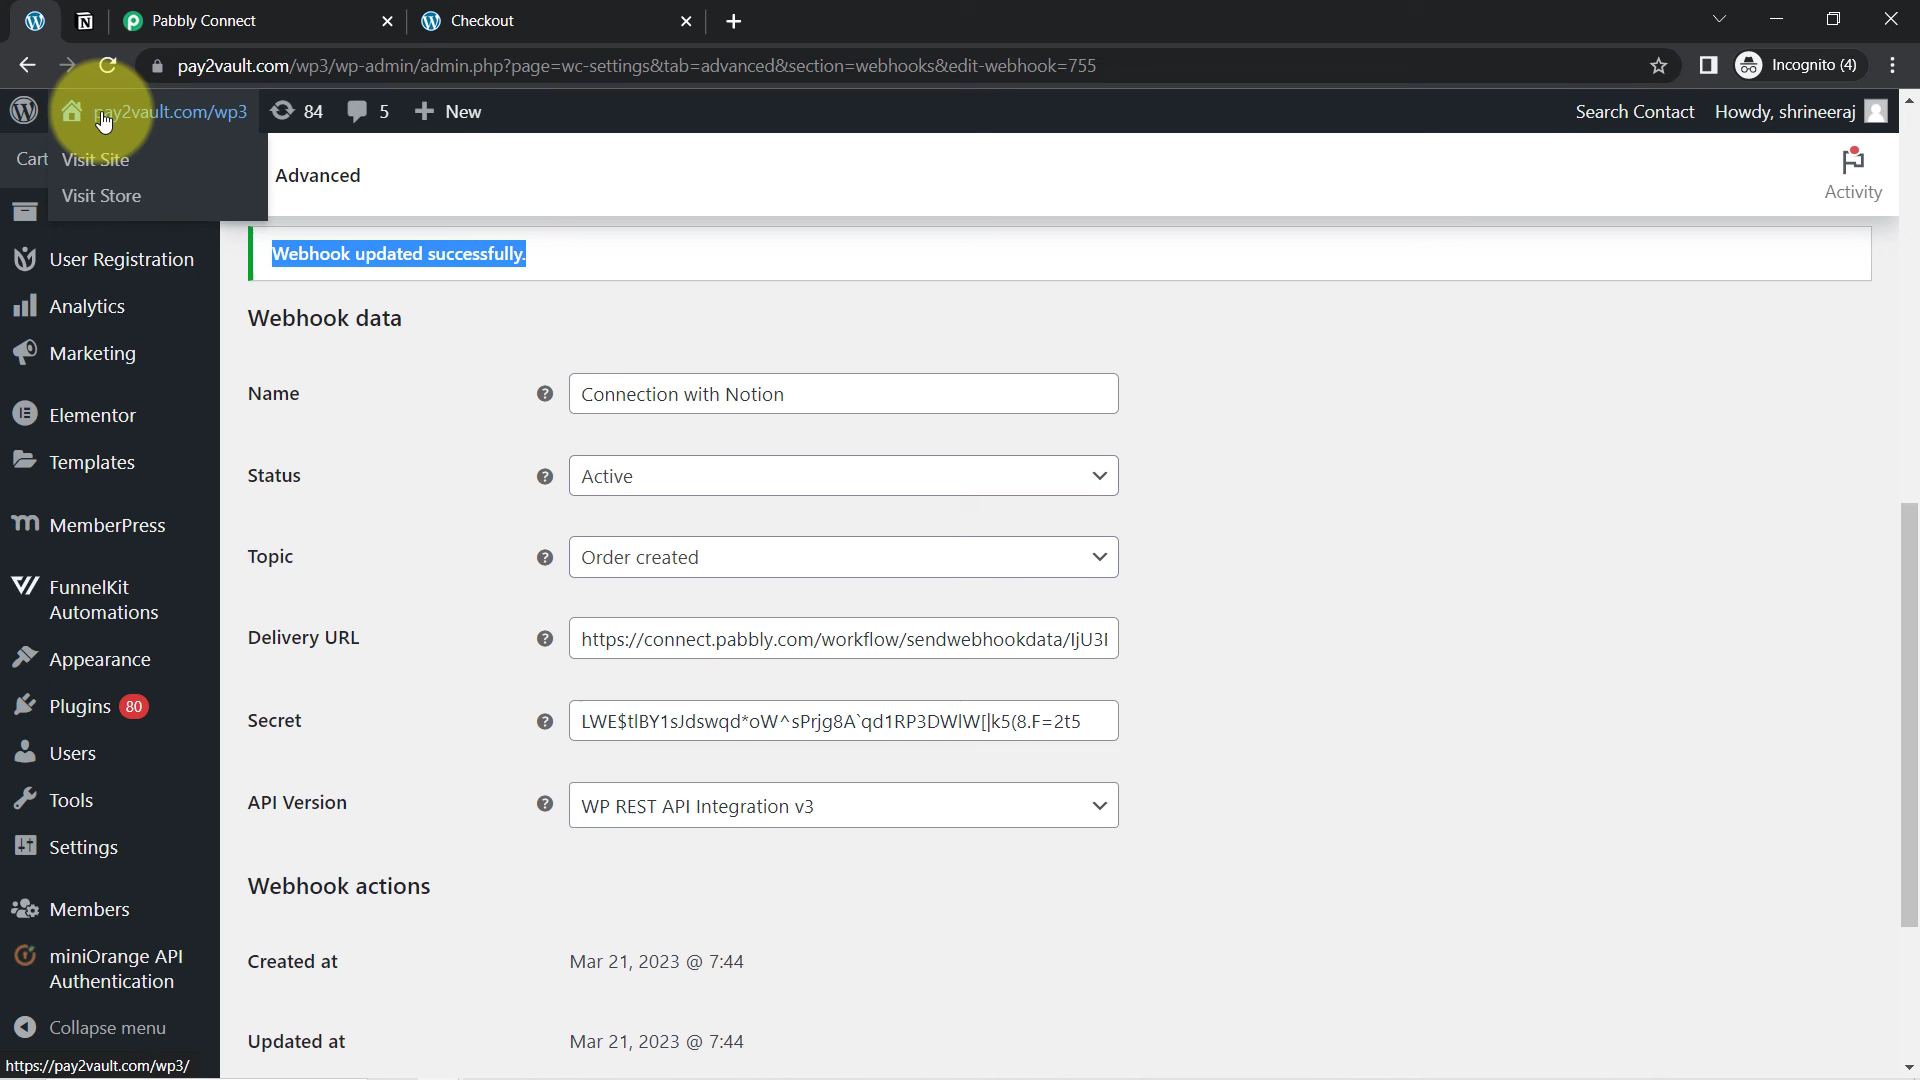 Pabbly Connect
Checkout
pay2vault.com/wp3/wp-admin/admin.php?page=wc-settings&tab=advanced&section=webhooks&edit-webhook=755
Incognito (4)
pay2vault.com/wp3
84
5
New
Search Contact
Howdy, shrineeraj
Cart
Visit Site
Visit Store
Advanced
Activity
User Registration
Analytics
Marketing
Elementor
Templates
MemberPress
FunnelKit
Automations
Appearance
Plugins 80
Users
Tools
Settings
Members
miniOrange API
Authentication
Collapse menu
https://pay2vault.com/wp3/
Webhook updated successfully.
Webhook data
Name
Connection with Notion
Status
Active
Topic
Order created
Delivery URL
https://connect.pabbly.com/workflow/sendwebhookdata/IjU3I
Secret
LWE$tlBY1sJdswqd*oW^sPrjg8A`qd1RP3DWlW[|k5(8.F=2t5
API Version
WP REST API Integration v3
Webhook actions
Created at
Mar 21, 2023 @ 7:44
Updated at
Mar 21, 2023 @ 7:44